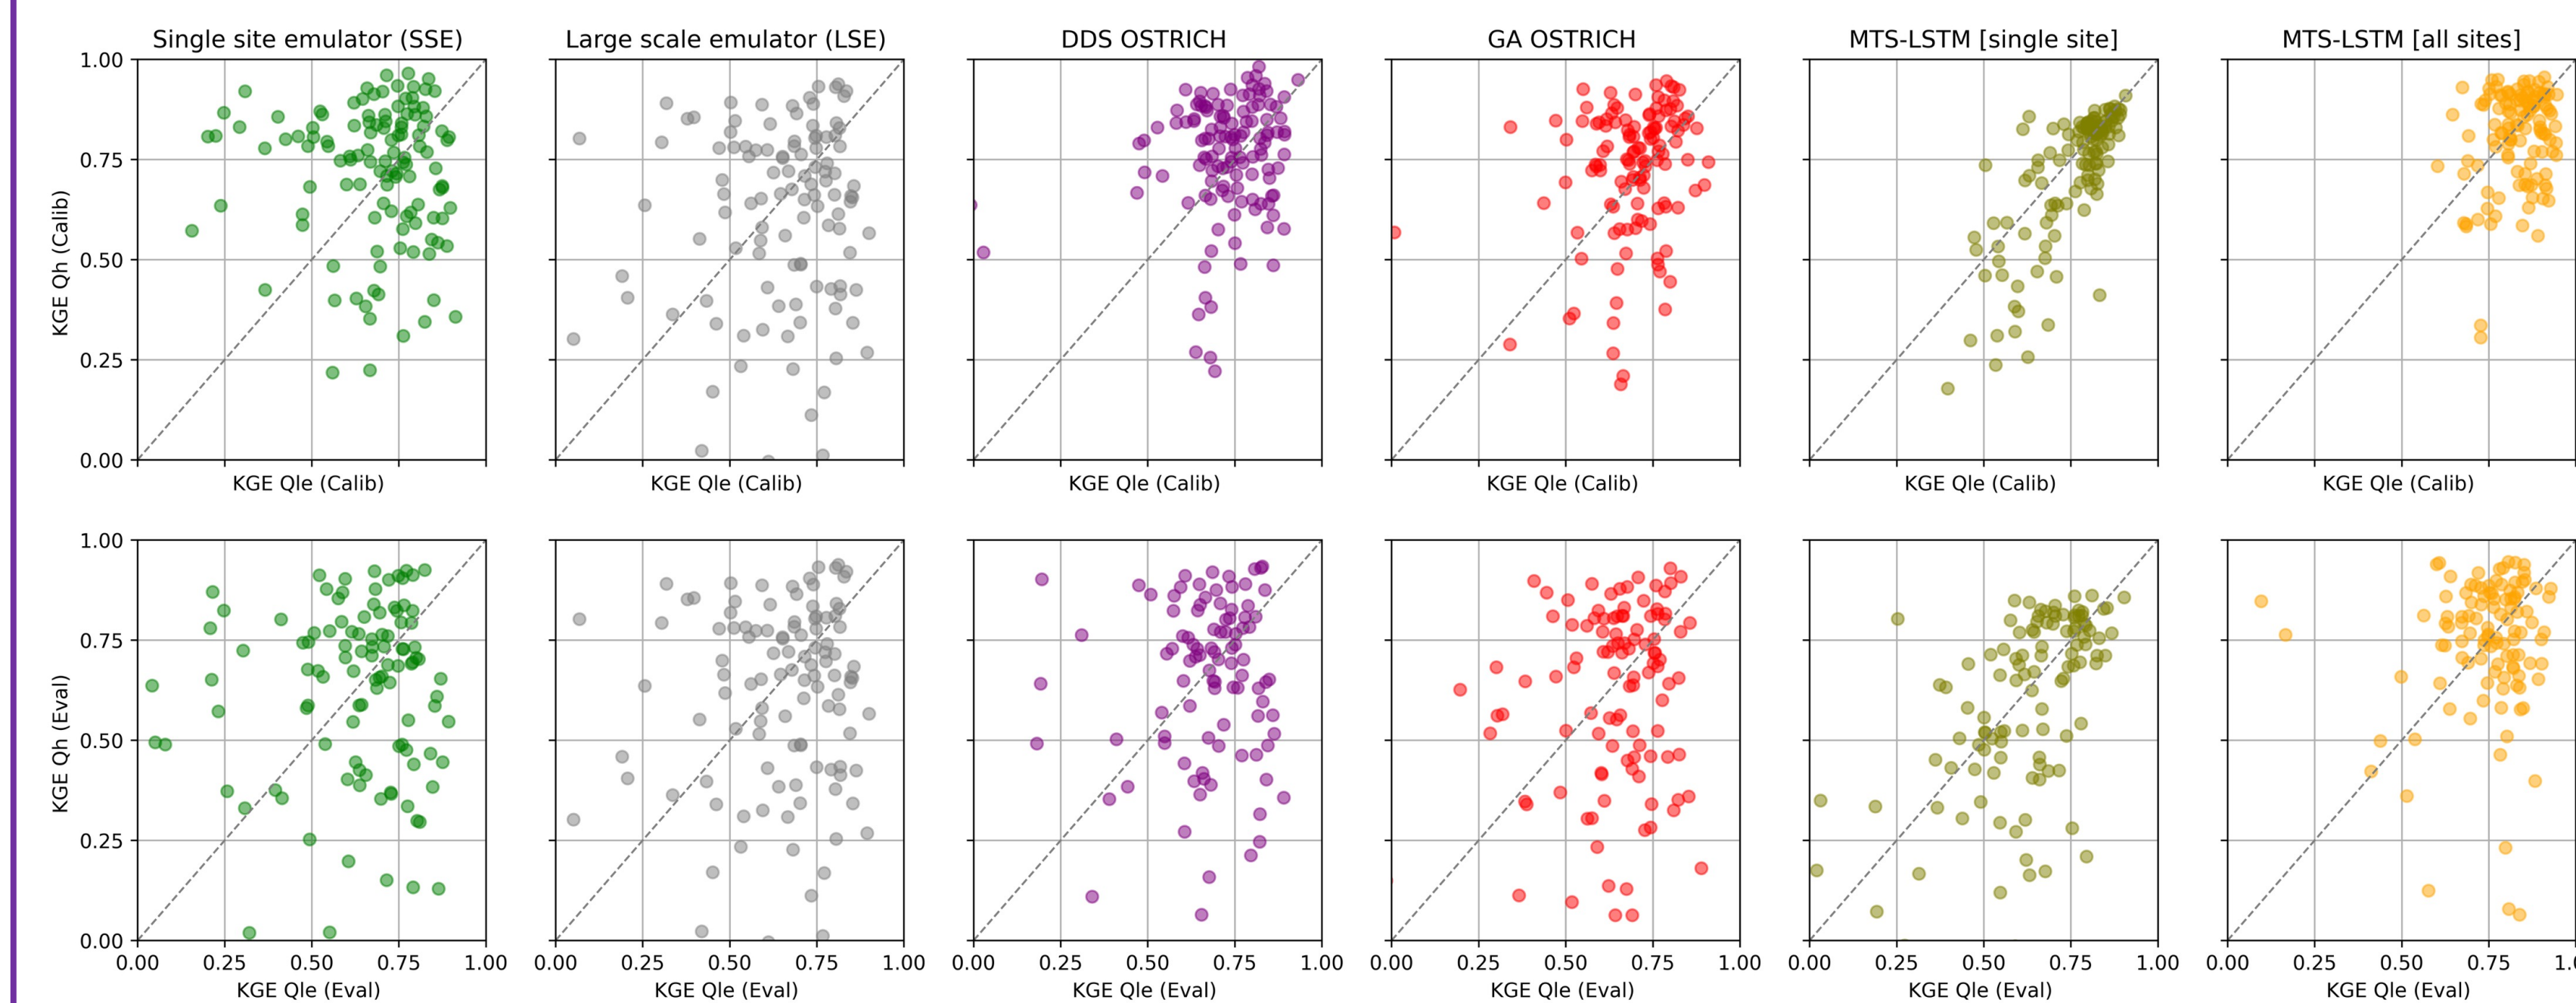 Single site emulator (SSE) Large scale emulator (LSE) DDS OSTRICH GA OSTRICH MTS-LSTM [single site] MTS-LSTM [all sites]
1.00
0.75
0.50
0.25
0.00
KGE Qh (Calib)
KGE Qle (Calib) KGE Qle (Calib) KGE Qle (Calib) KGE Qle (Calib) KGE Qle (Calib) KGE Qle (Calib)
1.00
0.75
0.50
0.25
0.00
KGE Qh (Eval)
0.00 0.25 0.50 0.75 1.00 0.00 0.25 0.50 0.75 1.00 0.00 0.25 0.50 0.75 1.00 0.00 0.25 0.50 0.75 1.00 0.00 0.25 0.50 0.75 1.00 0.00 0.25 0.50 0.75
KGE Qle (Eval) KGE Qle (Eval) KGE Qle (Eval) KGE Qle (Eval) KGE Qle (Eval) KGE Qle (Eval)